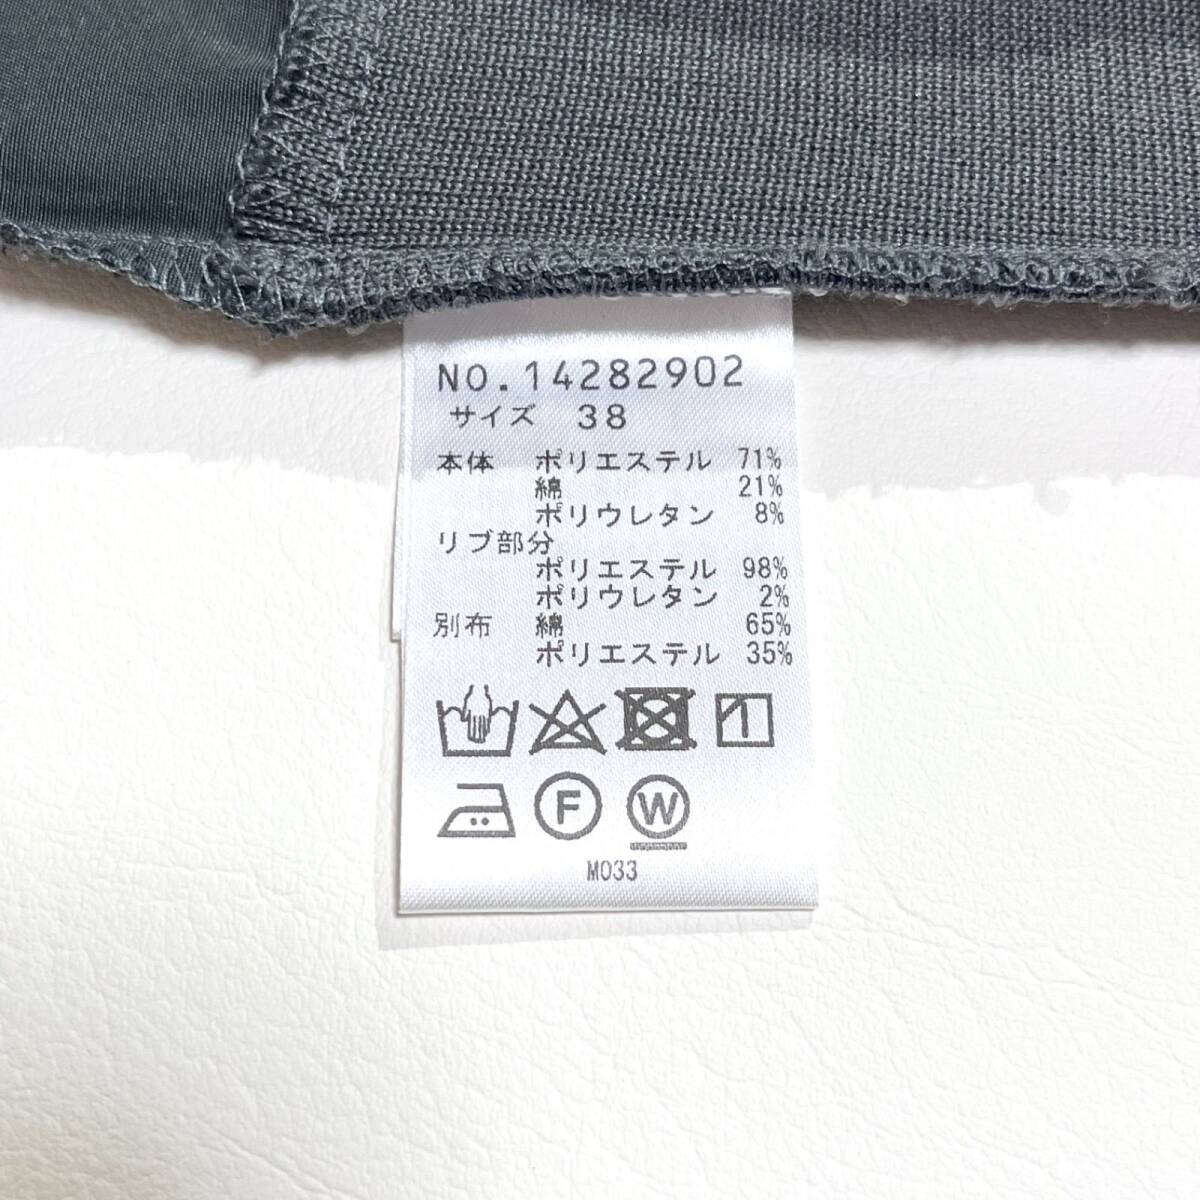 NO.14282902
サイズ 38
本体 ポリエステル 71%
綿 21%
ポリウレタン 8%
リブ部分
ポリエステル 98%
ポリウレタン 2%
別布 綿 65%
ポリエステル 35%
F W
M033